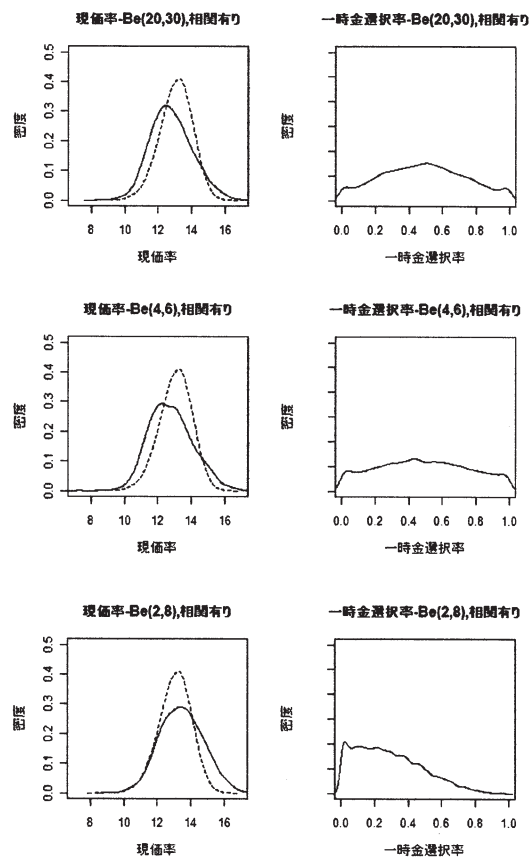 現価率-Be(20,30),相関有り
密度
0.0 0.1 0.2 0.3 0.4 0.5
8 10 12 14 16
現価率
一時金選択率-Be(20,30),相関有り
密度
0.0 0.2 0.4 0.6 0.8 1.0
一時金選択率
現価率-Be(4,6),相関有り
密度
0.0 0.1 0.2 0.3 0.4 0.5
8 10 12 14 16
現価率
一時金選択率-Be(4,6),相関有り
密度
0.0 0.2 0.4 0.6 0.8 1.0
一時金選択率
現価率-Be(2,8),相関有り
密度
0.0 0.1 0.2 0.3 0.4 0.5
8 10 12 14 16
現価率
一時金選択率-Be(2,8),相関有り
密度
0.0 0.2 0.4 0.6 0.8 1.0
一時金選択率